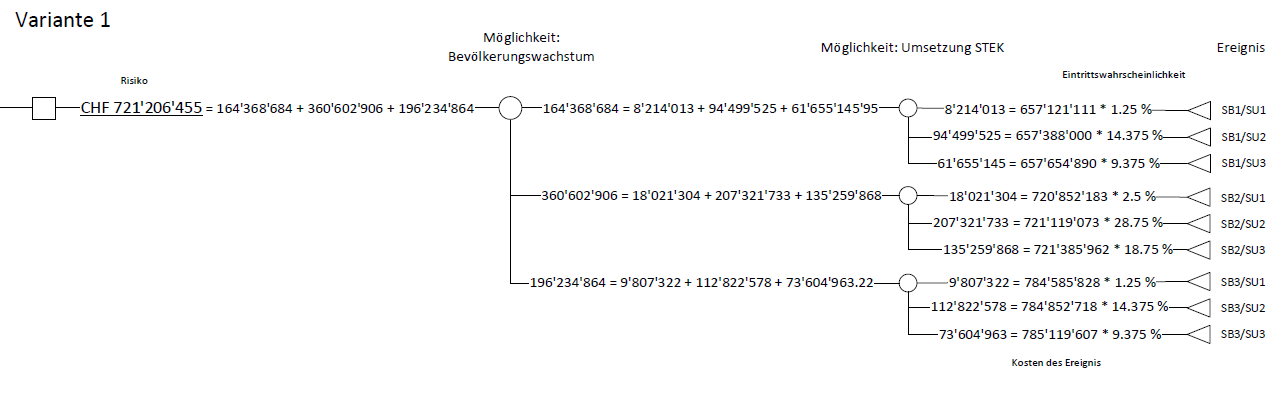 Variante 1
Möglichkeit:
Bevölkerungswachstum
Möglichkeit: Umsetzung STEK
Ereignis
Risiko
Eintrittswahrscheinlichkeit
CHF 721'206'455 = 164'368'684 + 360'602'906 + 196'234'864
164'368'684 = 8'214'013 + 94'499'525 + 61'655'145'95
8'214'013 = 657'121'111 * 1.25 %
SB1/SU1
94'499'525 = 657'388'000 * 14.375 %
SB1/SU2
61'655'145 = 657'654'890 * 9.375 %
SB1/SU3
360'602'906 = 18'021'304 + 207'321'733 + 135'259'868
18'021'304 = 720'852'183 * 2.5 %
SB2/SU1
207'321'733 = 721'119'073 * 28.75 %
SB2/SU2
135'259'868 = 721'385'962 * 18.75 %
SB2/SU3
196'234'864 = 9'807'322 + 112'822'578 + 73'604'963.22
9'807'322 = 784'585'828 * 1.25 %
SB3/SU1
112'822'578 = 784'852'718 * 14.375 %
SB3/SU2
73'604'963 = 785'119'607 * 9.375 %
SB3/SU3
Kosten des Ereignis